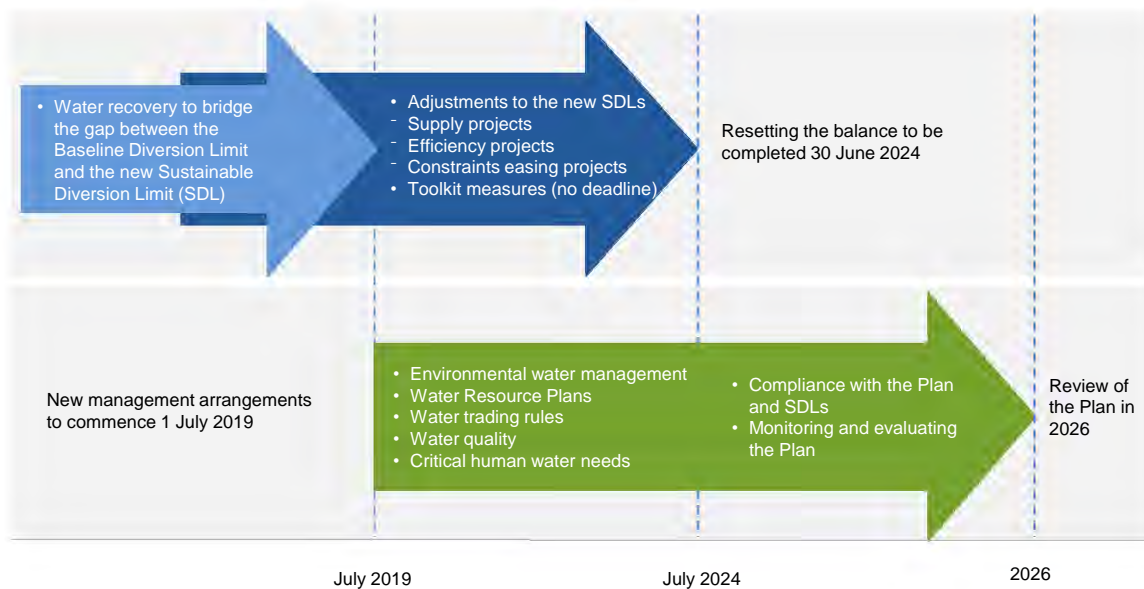 • Water recovery to bridge
the gap between the
Baseline Diversion Limit
and the new Sustainable
Diversion Limit (SDL)
• Adjustments to the new SDLs
- Supply projects
- Efficiency projects
- Constraints easing projects
• Toolkit measures (no deadline)
Resetting the balance to be
completed 30 June 2024
New management arrangements
to commence 1 July 2019
• Environmental water management
• Water Resource Plans
• Water trading rules
• Water quality
• Critical human water needs
• Compliance with the Plan
and SDLs
• Monitoring and evaluating
the Plan
Review of
the Plan in
2026
July 2019
July 2024
2026